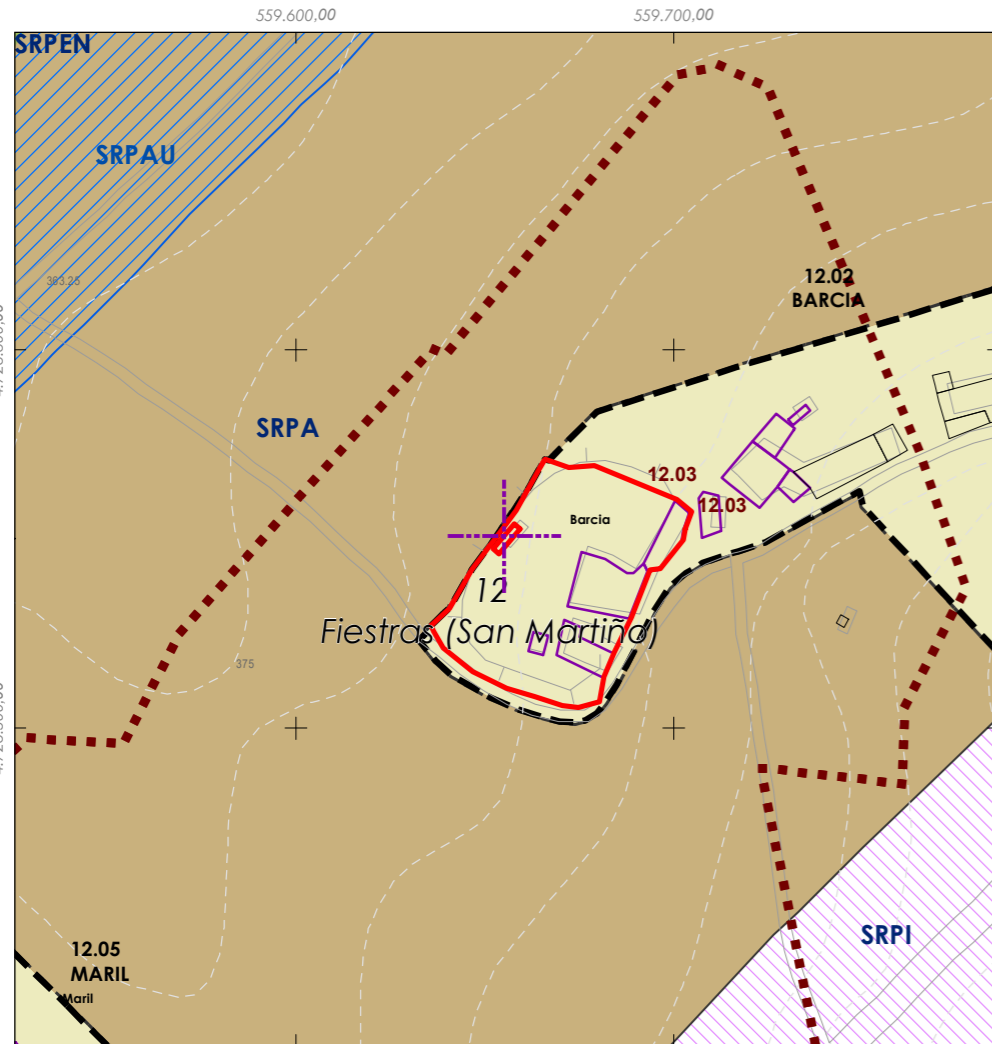 559.600,00
559.700,00
SRPEN
SRPAU
383.25
12.02
BARCIA
SRPA
12.03
12.03
Barcia
12
Fiestras (San Martiño)
375
SRPI
12.05
MARIL
Maril